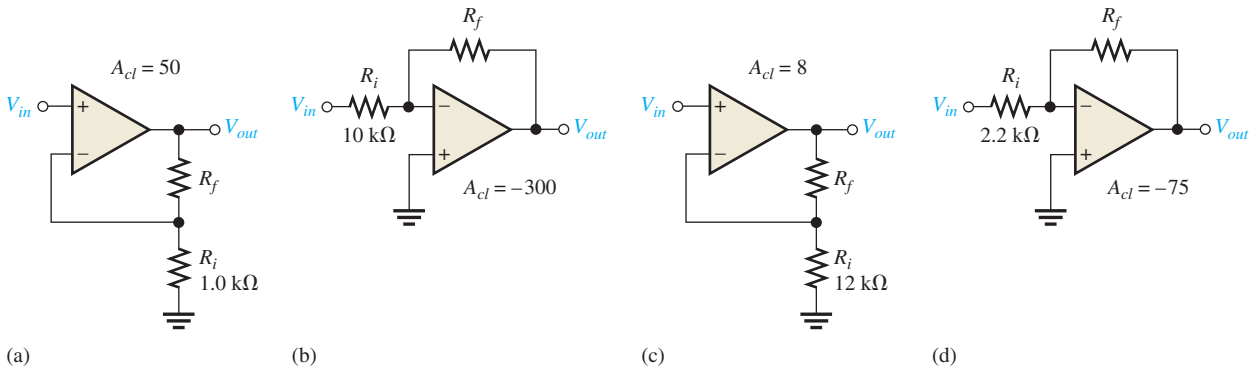 A_cl = 50
V_in
+
−
V_out
R_f
R_i
1.0 kΩ
(a)
R_f
R_i
V_in
10 kΩ
−
+
V_out
A_cl = −300
(b)
A_cl = 8
V_in
+
−
V_out
R_f
R_i
12 kΩ
(c)
R_f
R_i
V_in
2.2 kΩ
−
+
V_out
A_cl = −75
(d)